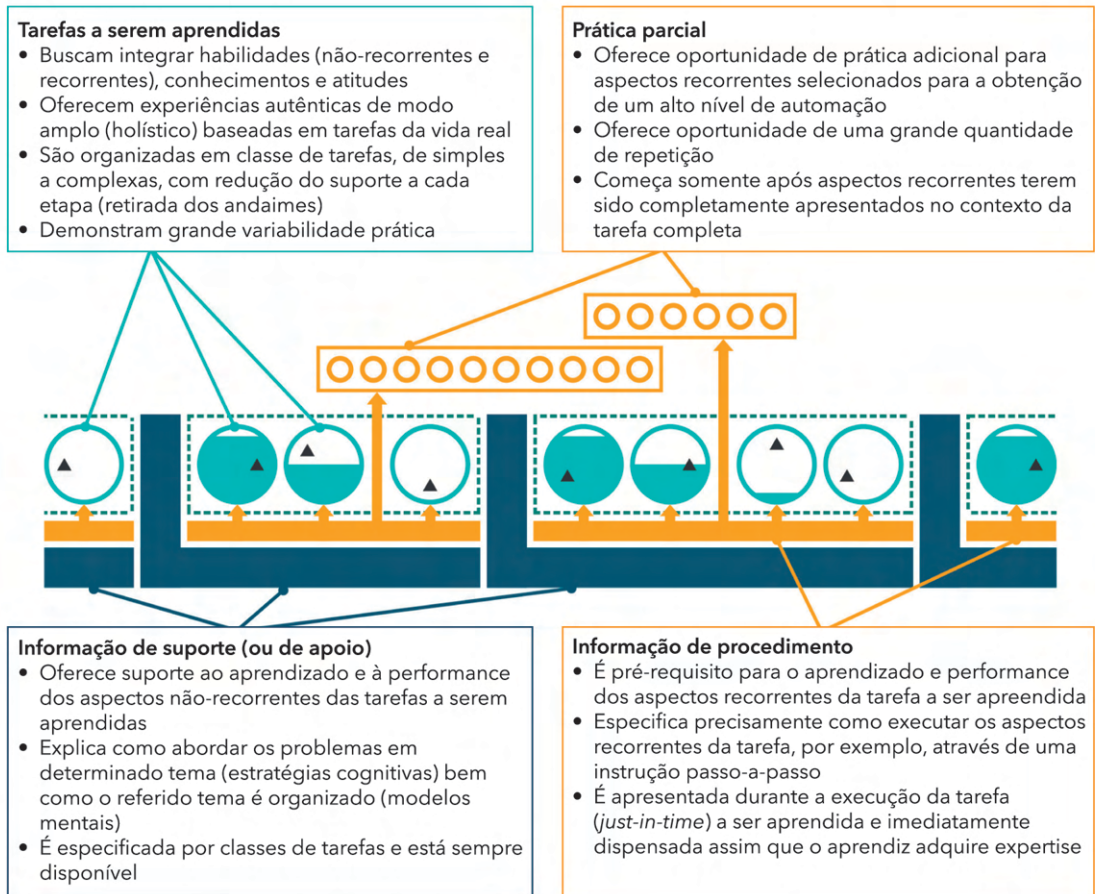 Tarefas a serem aprendidas
• Buscam integrar habilidades (não-recorrentes e
recorrentes), conhecimentos e atitudes
• Oferecem experiências autênticas de modo
amplo (holístico) baseadas em tarefas da vida real
• São organizadas em classe de tarefas, de simples
a complexas, com redução do suporte a cada
etapa (retirada dos andaimes)
• Demonstram grande variabilidade prática
Prática parcial
• Oferece oportunidade de prática adicional para
aspectos recorrentes selecionados para a obtenção
de um alto nível de automação
• Oferece oportunidade de uma grande quantidade
de repetição
• Começa somente após aspectos recorrentes terem
sido completamente apresentados no contexto da
tarefa completa
Informação de suporte (ou de apoio)
• Oferece suporte ao aprendizado e à performance
dos aspectos não-recorrentes das tarefas a serem
aprendidas
• Explica como abordar os problemas em
determinado tema (estratégias cognitivas) bem
como o referido tema é organizado (modelos
mentais)
• É especificada por classes de tarefas e está sempre
disponível
Informação de procedimento
• É pré-requisito para o aprendizado e performance
dos aspectos recorrentes da tarefa a ser apreendida
• Especifica precisamente como executar os aspectos
recorrentes da tarefa, por exemplo, através de uma
instrução passo-a-passo
• É apresentada durante a execução da tarefa
(just-in-time) a ser aprendida e imediatamente
dispensada assim que o aprendiz adquire expertise